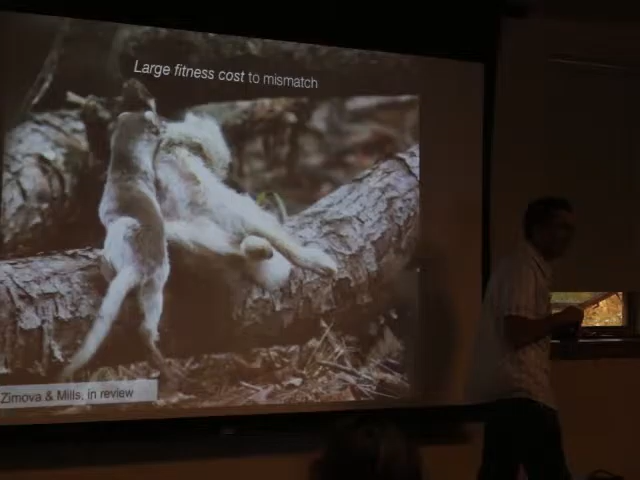 Large fitness cost to mismatch
Zimova & Mills, in review